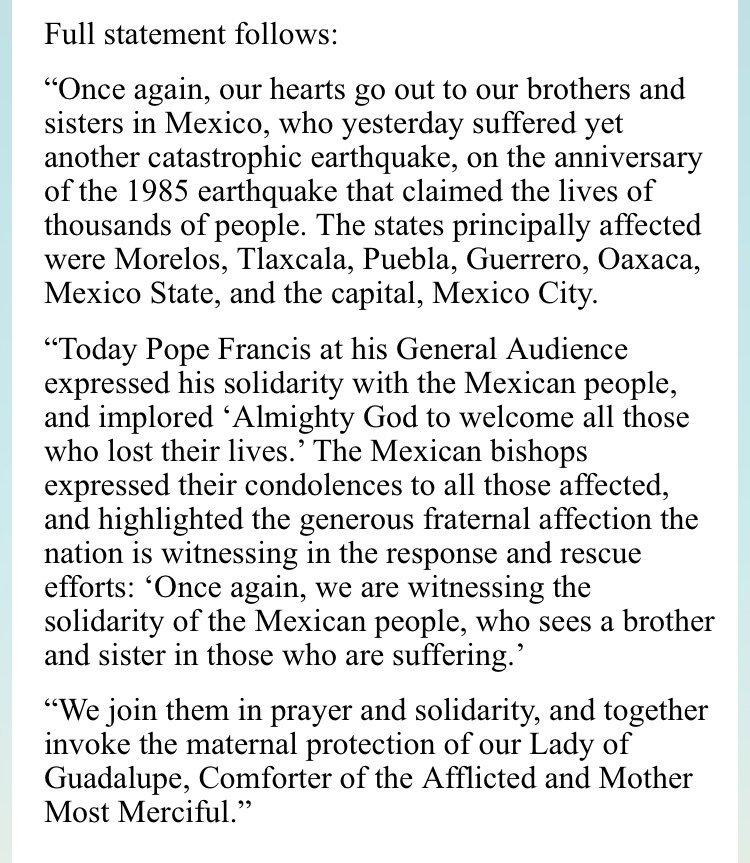 Full statement follows:
“Once again, our hearts go out to our brothers and
sisters in Mexico, who yesterday suffered yet
another catastrophic earthquake, on the anniversary
of the 1985 earthquake that claimed the lives of
thousands of people. The states principally affected
were Morelos, Tlaxcala, Puebla, Guerrero, Oaxaca,
Mexico State, and the capital, Mexico City.
“Today Pope Francis at his General Audience
expressed his solidarity with the Mexican people,
and implored ‘Almighty God to welcome all those
who lost their lives.’ The Mexican bishops
expressed their condolences to all those affected,
and highlighted the generous fraternal affection the
nation is witnessing in the response and rescue
efforts: ‘Once again, we are witnessing the
solidarity of the Mexican people, who sees a brother
and sister in those who are suffering.’
“We join them in prayer and solidarity, and together
invoke the maternal protection of our Lady of
Guadalupe, Comforter of the Afflicted and Mother
Most Merciful.”